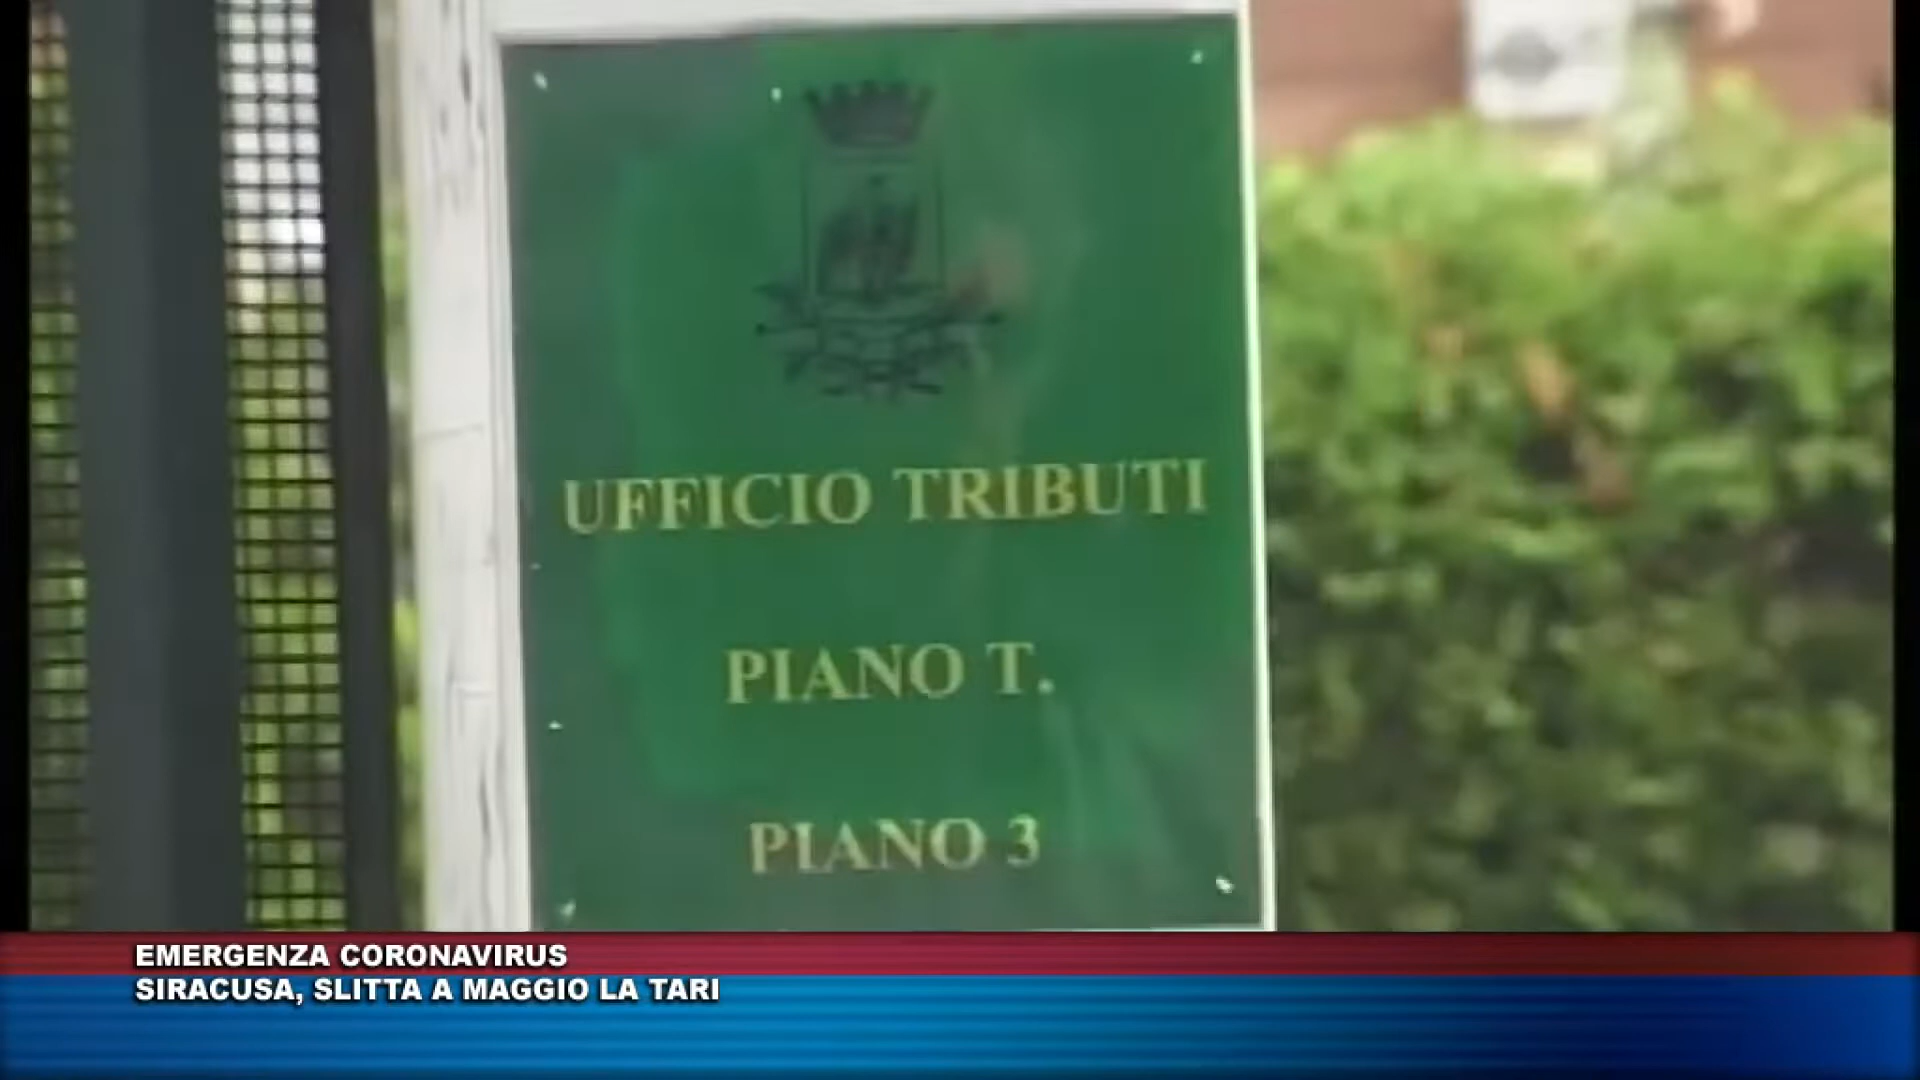 UFFICIO TRIBUTI
PIANO T.
PIANO 3
EMERGENZA CORONAVIRUS
SIRACUSA, SLITTA A MAGGIO LA TARI